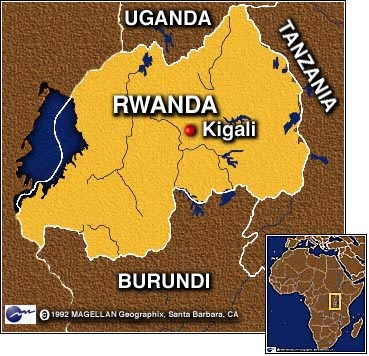 UGANDA
TANZANIA
RWANDA
Kigali
BURUNDI
© 1992 MAGELLAN Geographix, Santa Barbara, CA